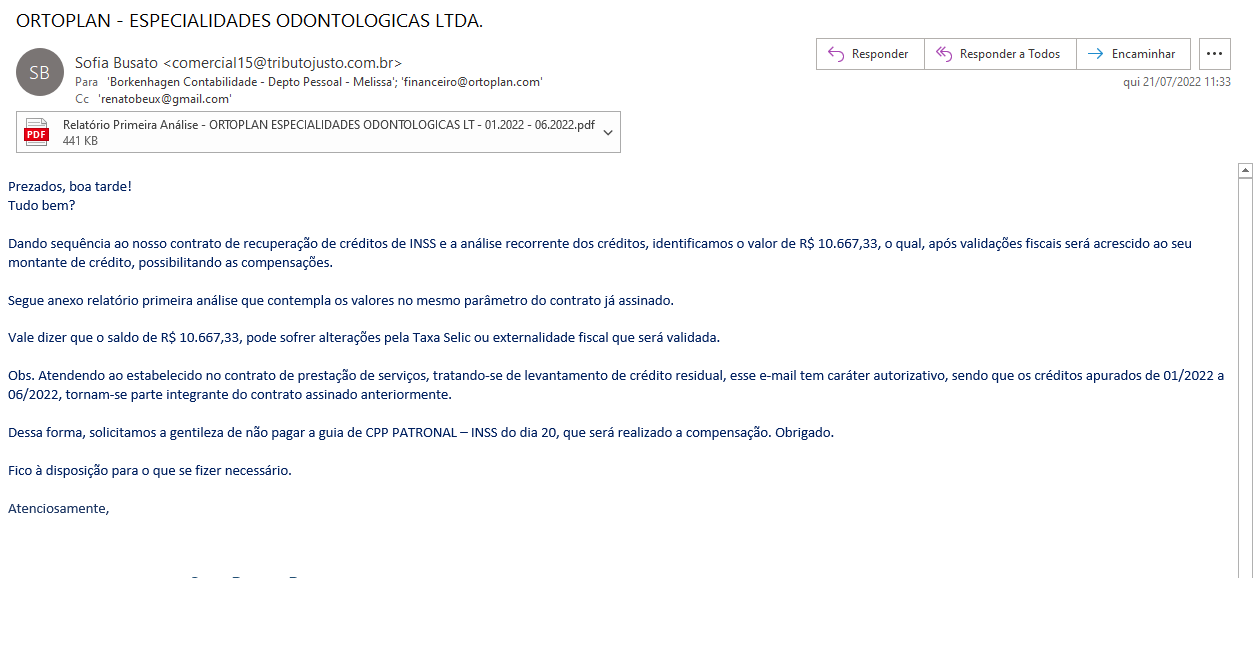 ORTOPLAN - ESPECIALIDADES ODONTOLOGICAS LTDA.
SB
Sofia Busato <comercial15@tributojusto.com.br>
Para 'Borkenhagen Contabilidade - Depto Pessoal - Melissa'; 'financeiro@ortoplan.com'
Cc 'renatobeux@gmail.com'
Responder
Responder a Todos
Encaminhar
qui 21/07/2022 11:33
PDF
Relatório Primeira Análise - ORTOPLAN ESPECIALIDADES ODONTOLOGICAS LT - 01.2022 - 06.2022.pdf
441 KB
Prezados, boa tarde!
Tudo bem?
Dando sequência ao nosso contrato de recuperação de créditos de INSS e a análise recorrente dos créditos, identificamos o valor de R$ 10.667,33, o qual, após validações fiscais será acrescido ao seu
montante de crédito, possibilitando as compensações.
Segue anexo relatório primeira análise que contempla os valores no mesmo parâmetro do contrato já assinado.
Vale dizer que o saldo de R$ 10.667,33, pode sofrer alterações pela Taxa Selic ou externalidade fiscal que será validada.
Obs. Atendendo ao estabelecido no contrato de prestação de serviços, tratando-se de levantamento de crédito residual, esse e-mail tem caráter autorizativo, sendo que os créditos apurados de 01/2022 a
06/2022, tornam-se parte integrante do contrato assinado anteriormente.
Dessa forma, solicitamos a gentileza de não pagar a guia de CPP PATRONAL – INSS do dia 20, que será realizado a compensação. Obrigado.
Fico à disposição para o que se fizer necessário.
Atenciosamente,